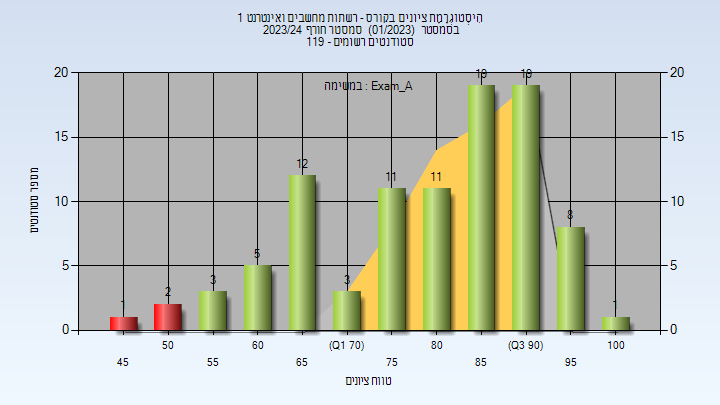 היסטוגרמת ציונים בקורס - רשתות מחשבים ואינטרנט 1
בסמסטר (01/2023) סמסטר חורף 2023/24
סטודנטים רשומים - 119
במשימה : Exam_A
20 20
15 15
10 10
5 5
0 0
מספר סטודנטים
1 2 3 5 12 3 11 11 19 19 8 1
50 60 (Q1 70) 80 (Q3 90) 100
45 55 65 75 85 95
טווח ציונים